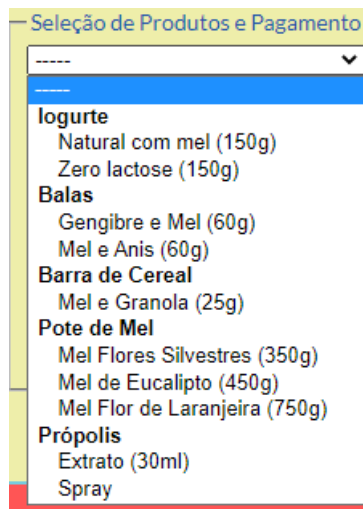 Seleção de Produtos e Pagamento
-----
-----
Iogurte
Natural com mel (150g)
Zero lactose (150g)
Balas
Gengibre e Mel (60g)
Mel e Anis (60g)
Barra de Cereal
Mel e Granola (25g)
Pote de Mel
Mel Flores Silvestres (350g)
Mel de Eucalipto (450g)
Mel Flor de Laranjeira (750g)
Própolis
Extrato (30ml)
Spray